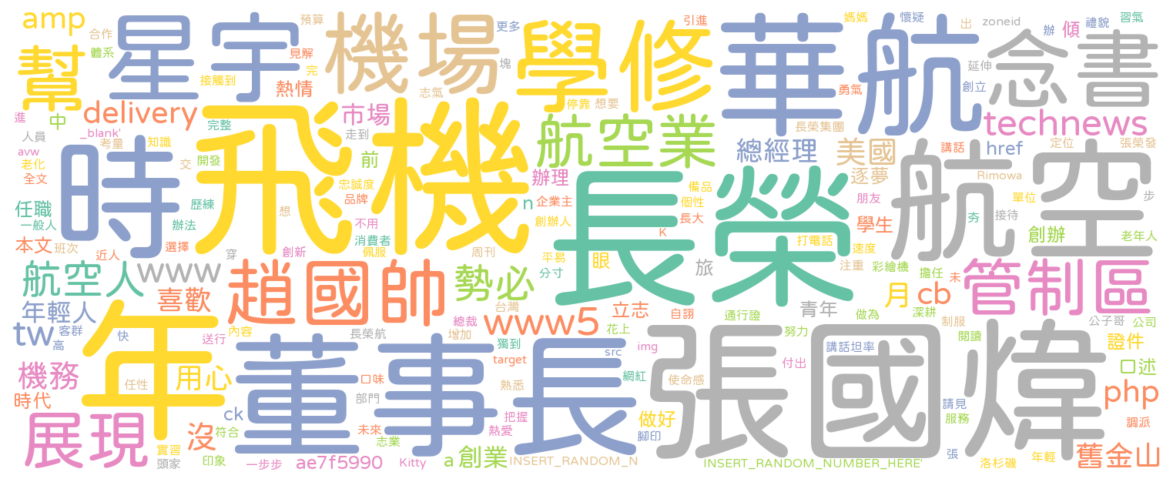 amp
合作
體系
幫
星宇
預算
見解
接觸到
完
熱情
機場
更多
塊
志氣
學修
引進
停靠
想要
華航
媽媽
懷疑
傾
禮貌
出
勇氣
創立
zoneid
延伸
辦
習氣
念書
delivery
中
進
人員
_blank'
考量
知識
完整
市場
走到
長榮集團
航空業
總經理
美國
逐夢
講話
technews
href
定位
張榮發
avw
老化
全文
交
開發
前
忠誠度
品牌
辦理
備品
個性
企業主
長大
朋友
Rimowa
單位
步
時
飛機
長榮
航空
任職
一般人
歷練
辦法
想
不用
消費者
佩服
n
創辦人
K
打電話
學生
速度
夯
接待
創辦
老年人
本文
班次
近人
選擇
穿
創新
周刊
平易
分寸
眼
旅
注重
彩繪機
擔任
未
航空人
www
喜歡
趙國帥
勢必
立志
自詡
青年
通行證
月
cb
深耕
管制區
年輕人
tw
客群
高
快
送行
內容
長榮航
台灣
獨到
總裁
增加
www5
花上
做為
努力
制服
公子哥
公司
年
董事長
張國煒
講話坦率
閱讀
證件
機務
時代
任性
用心
口味
部門
熟悉
target
src
img
網紅
使命感
付出
口述
php
展現
沒
ck
符合
未來
志業
把握
熱愛
做好
腳印
請見
服務
調派
實習
頭家
印象
一步步
ae7f5990
Kitty
a
創業
INSERT_RANDOM_N
INSERT_RANDOM_NUMBER_HERE'
張
洛杉磯
年輕
舊金山